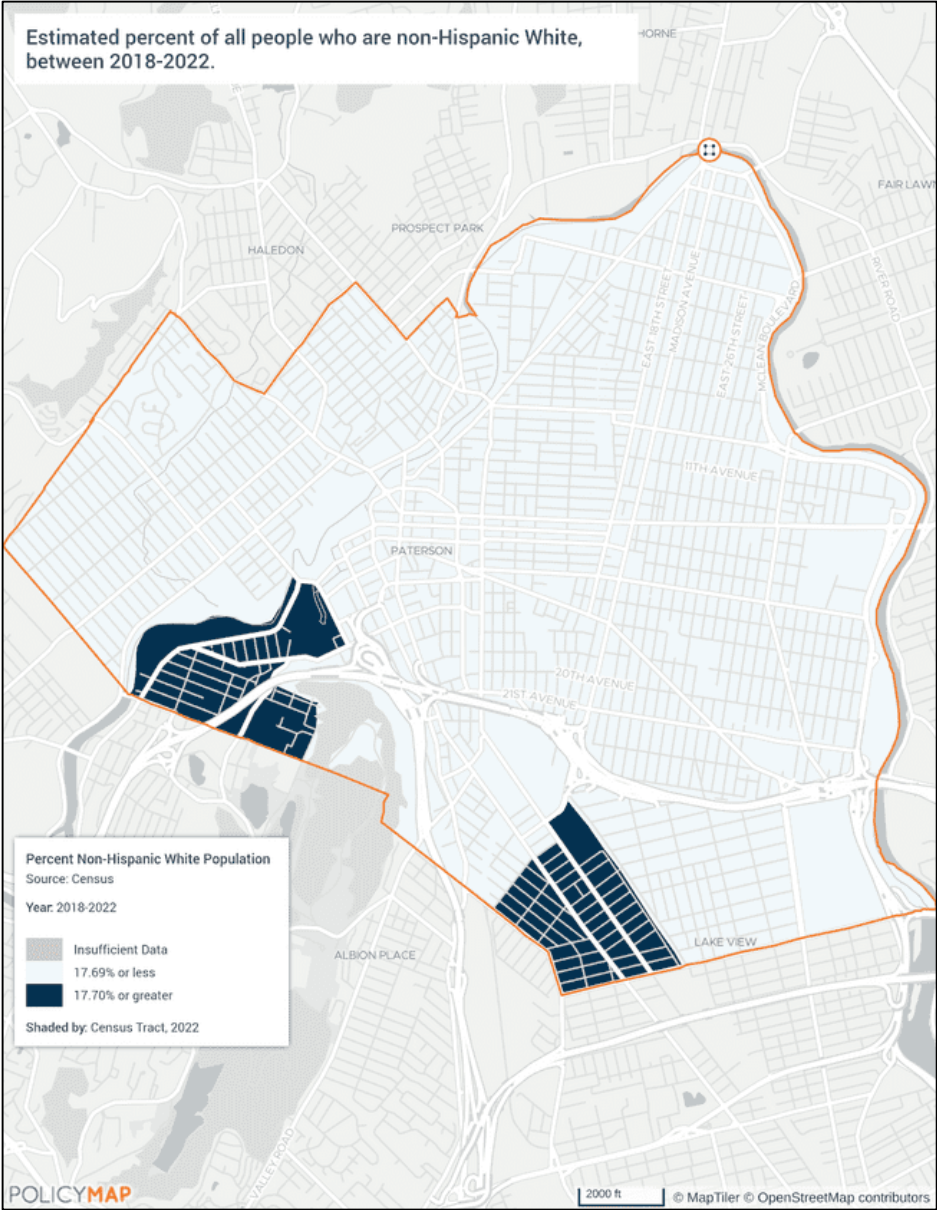 Estimated percent of all people who are non-Hispanic White,
between 2018-2022.
HORNE
FAIR LAWN
PROSPECT PARK
HALEDON
RIVER ROAD
EAST 18TH STREET
MADISON AVENUE
EAST 26TH STREET
MCLEAN BOULEVARD
11TH AVENUE
PATERSON
20TH AVENUE
21ST AVENUE
LAKE VIEW
ALBION PLACE
VALLEY ROAD
Percent Non-Hispanic White Population
Source: Census
Year: 2018-2022
Insufficient Data
17.69% or less
17.70% or greater
Shaded by: Census Tract, 2022
POLICYMAP
2000 ft
© MapTiler © OpenStreetMap contributors